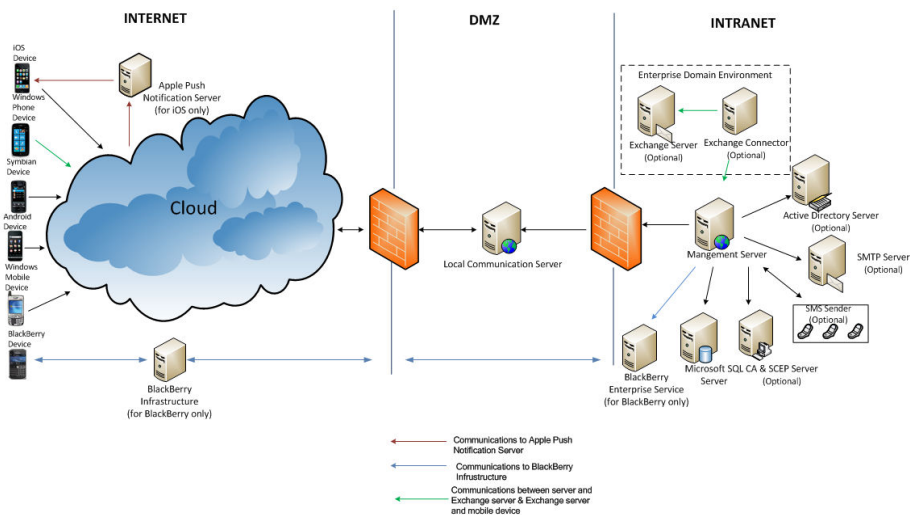 INTERNET
DMZ
INTRANET
iOS
Device
Apple Push
Notification Server
(for iOS only)
Windows
Phone
Device
Symbian
Device
Android
Device
Windows
Mobile
Device
BlackBerry
Device
Cloud
BlackBerry
Infrastructure
(for BlackBerry only)
Local Communication Server
Enterprise Domain Environment
Exchange Server
(Optional)
Exchange Connector
(Optional)
Mangement Server
Active Directory Server
(Optional)
SMTP Server
(Optional)
SMS Sender
(Optional)
BlackBerry
Enterprise Service
(for BlackBerry only)
Microsoft SQL
Server
CA & SCEP Server
(Optional)
Communications to Apple Push
Notification Server
Communications to BlackBerry
Infrustructure
Communications between server and
Exchange server & Exchange server
and mobile device